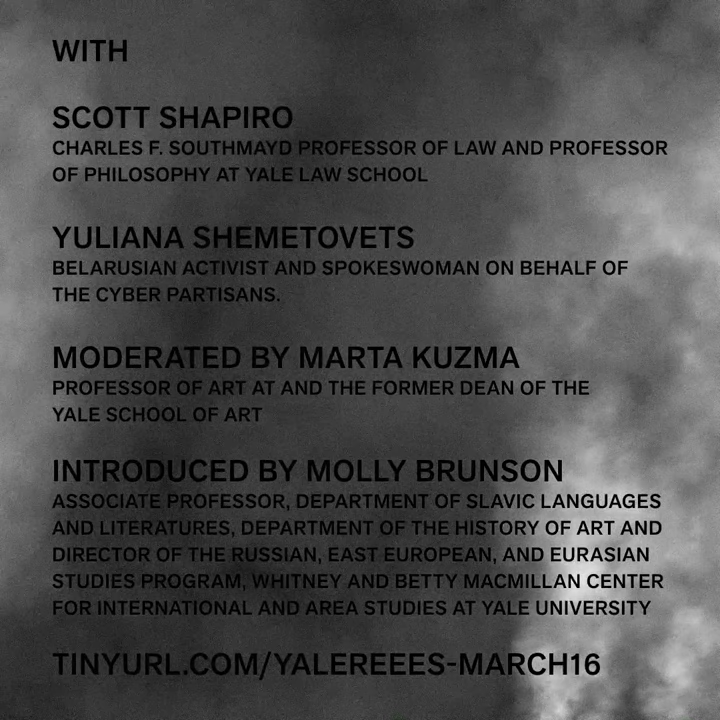 WITH
SCOTT SHAPIRO
CHARLES F. SOUTHMAYD PROFESSOR OF LAW AND PROFESSOR
OF PHILOSOPHY AT YALE LAW SCHOOL
YULIANA SHEMETOVETS
BELARUSIAN ACTIVIST AND SPOKESWOMAN ON BEHALF OF
THE CYBER PARTISANS.
MODERATED BY MARTA KUZMA
PROFESSOR OF ART AT AND THE FORMER DEAN OF THE
YALE SCHOOL OF ART
INTRODUCED BY MOLLY BRUNSON
ASSOCIATE PROFESSOR, DEPARTMENT OF SLAVIC LANGUAGES
AND LITERATURES, DEPARTMENT OF THE HISTORY OF ART AND
DIRECTOR OF THE RUSSIAN, EAST EUROPEAN, AND EURASIAN
STUDIES PROGRAM, WHITNEY AND BETTY MACMILLAN CENTER
FOR INTERNATIONAL AND AREA STUDIES AT YALE UNIVERSITY
TINYURL.COM/YALEREEES-MARCH16